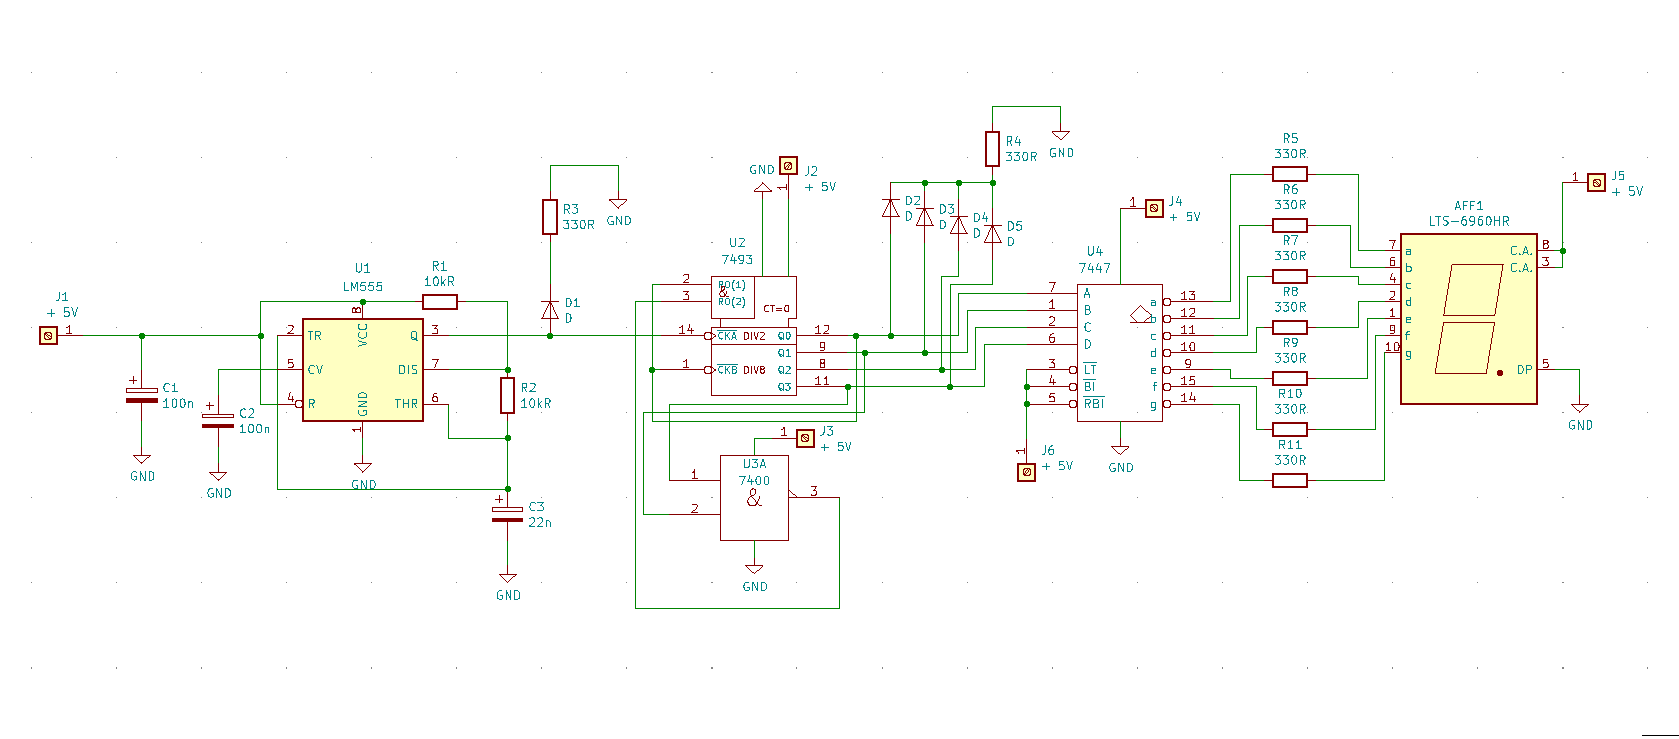 J1
+ 5V
1
C1
100n
GND
C2
100n
GND
U1
LM555
8
VCC
2
TR
5
CV
4
R
Q
3
DIS
7
THR
6
GND
1
GND
R1
10kR
R2
10kR
C3
22n
GND
R3
330R
GND
D1
D
GND
J2
+ 5V
1
U2
7493
2
R0(1)
&
3
R0(2)
CT=0
14
CKA
DIV2
Q0
12
Q1
9
1
CKB
DIV8
Q2
8
Q3
11
J3
+ 5V
1
U3A
7400
&
1
2
3
GND
R4
330R
GND
D2
D
D3
D
D4
D
D5
D
J4
+ 5V
1
U4
7447
7
A
1
B
2
C
6
D
3
LT
4
BI
5
RBI
a
13
b
12
c
11
d
10
e
9
f
15
g
14
GND
J6
+ 5V
1
R5
330R
R6
330R
R7
330R
R8
330R
R9
330R
R10
330R
R11
330R
AFF1
LTS-6960HR
7
a
6
b
4
c
2
d
1
e
9
f
10
g
C.A.
8
C.A.
3
DP
5
GND
J5
+ 5V
1